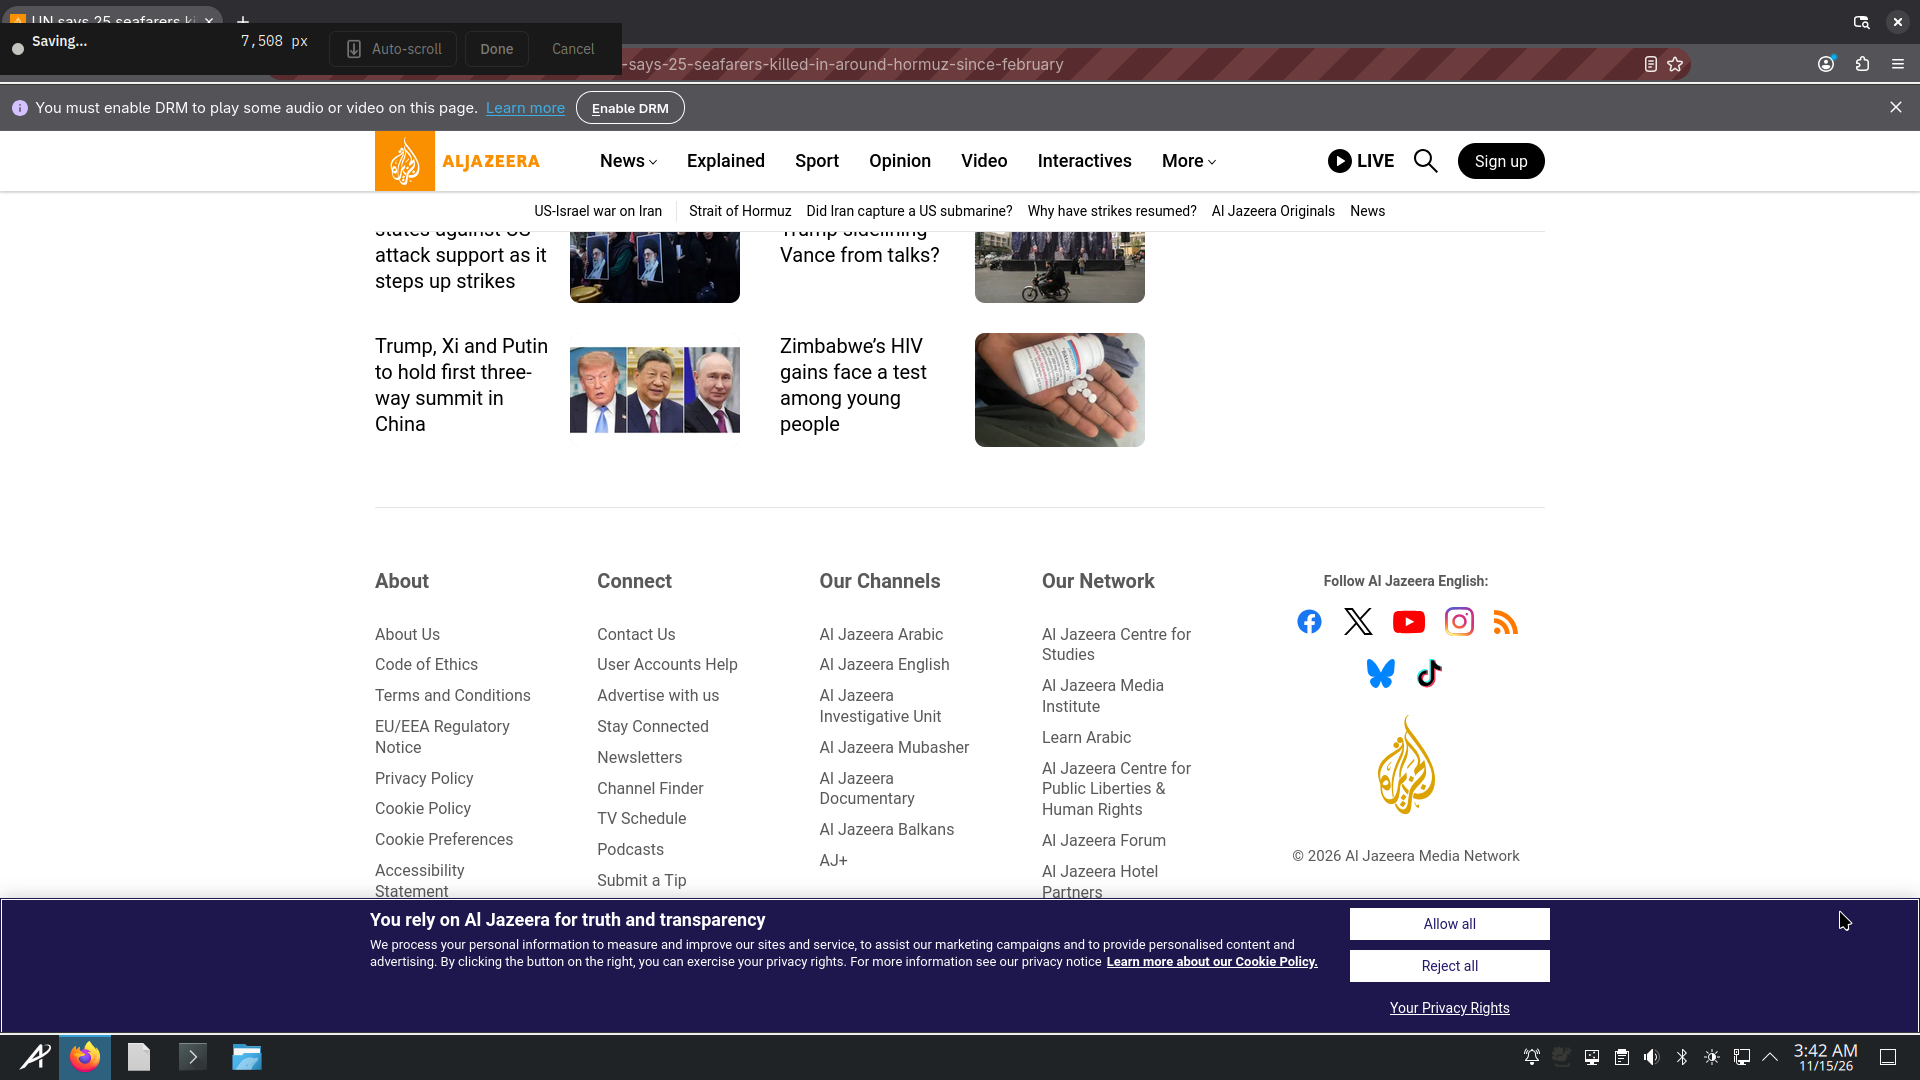 UN says 25 seafarers ki
Saving...
7,508 px
Auto-scroll
Done
Cancel
-says-25-seafarers-killed-in-around-hormuz-since-february
You must enable DRM to play some audio or video on this page. Learn more Enable DRM
ALJAZEERA
News Explained Sport Opinion Video Interactives More LIVE Sign up
US-Israel war on Iran Strait of Hormuz Did Iran capture a US submarine? Why have strikes resumed? Al Jazeera Originals News
states against US
attack support as it
steps up strikes
Trump sidelining
Vance from talks?
Trump, Xi and Putin
to hold first three-
way summit in
China
Zimbabwe’s HIV
gains face a test
among young
people
About
About Us
Code of Ethics
Terms and Conditions
EU/EEA Regulatory
Notice
Privacy Policy
Cookie Policy
Cookie Preferences
Accessibility
Statement
Connect
Contact Us
User Accounts Help
Advertise with us
Stay Connected
Newsletters
Channel Finder
TV Schedule
Podcasts
Submit a Tip
Our Channels
Al Jazeera Arabic
Al Jazeera English
Al Jazeera
Investigative Unit
Al Jazeera Mubasher
Al Jazeera
Documentary
Al Jazeera Balkans
AJ+
Our Network
Al Jazeera Centre for
Studies
Al Jazeera Media
Institute
Learn Arabic
Al Jazeera Centre for
Public Liberties &
Human Rights
Al Jazeera Forum
Al Jazeera Hotel
Partners
Follow Al Jazeera English:
© 2026 Al Jazeera Media Network
You rely on Al Jazeera for truth and transparency
We process your personal information to measure and improve our sites and service, to assist our marketing campaigns and to provide personalised content and
advertising. By clicking the button on the right, you can exercise your privacy rights. For more information see our privacy notice Learn more about our Cookie Policy.
Allow all
Reject all
Your Privacy Rights
3:42 AM
11/15/26